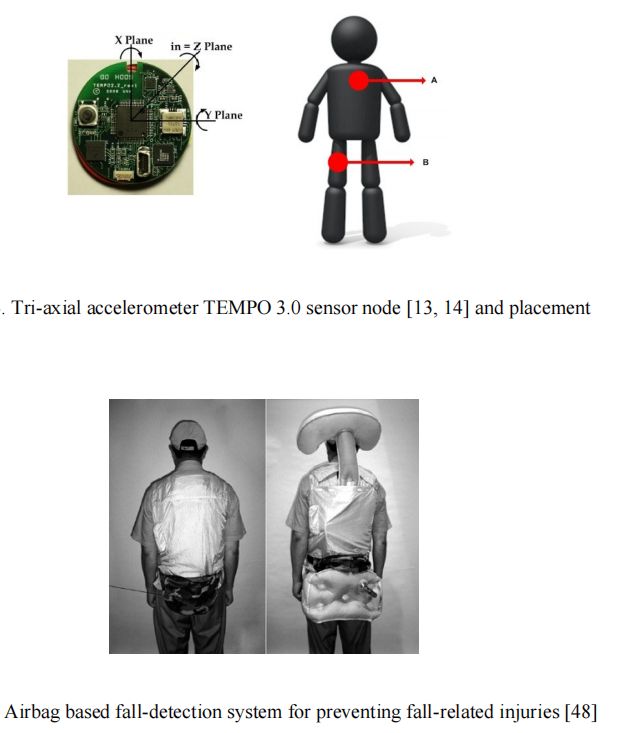 X Plane
in = Z Plane
Y Plane
A
B
. Tri-axial accelerometer TEMPO 3.0 sensor node [13, 14] and placement
Airbag based fall-detection system for preventing fall-related injuries [48]